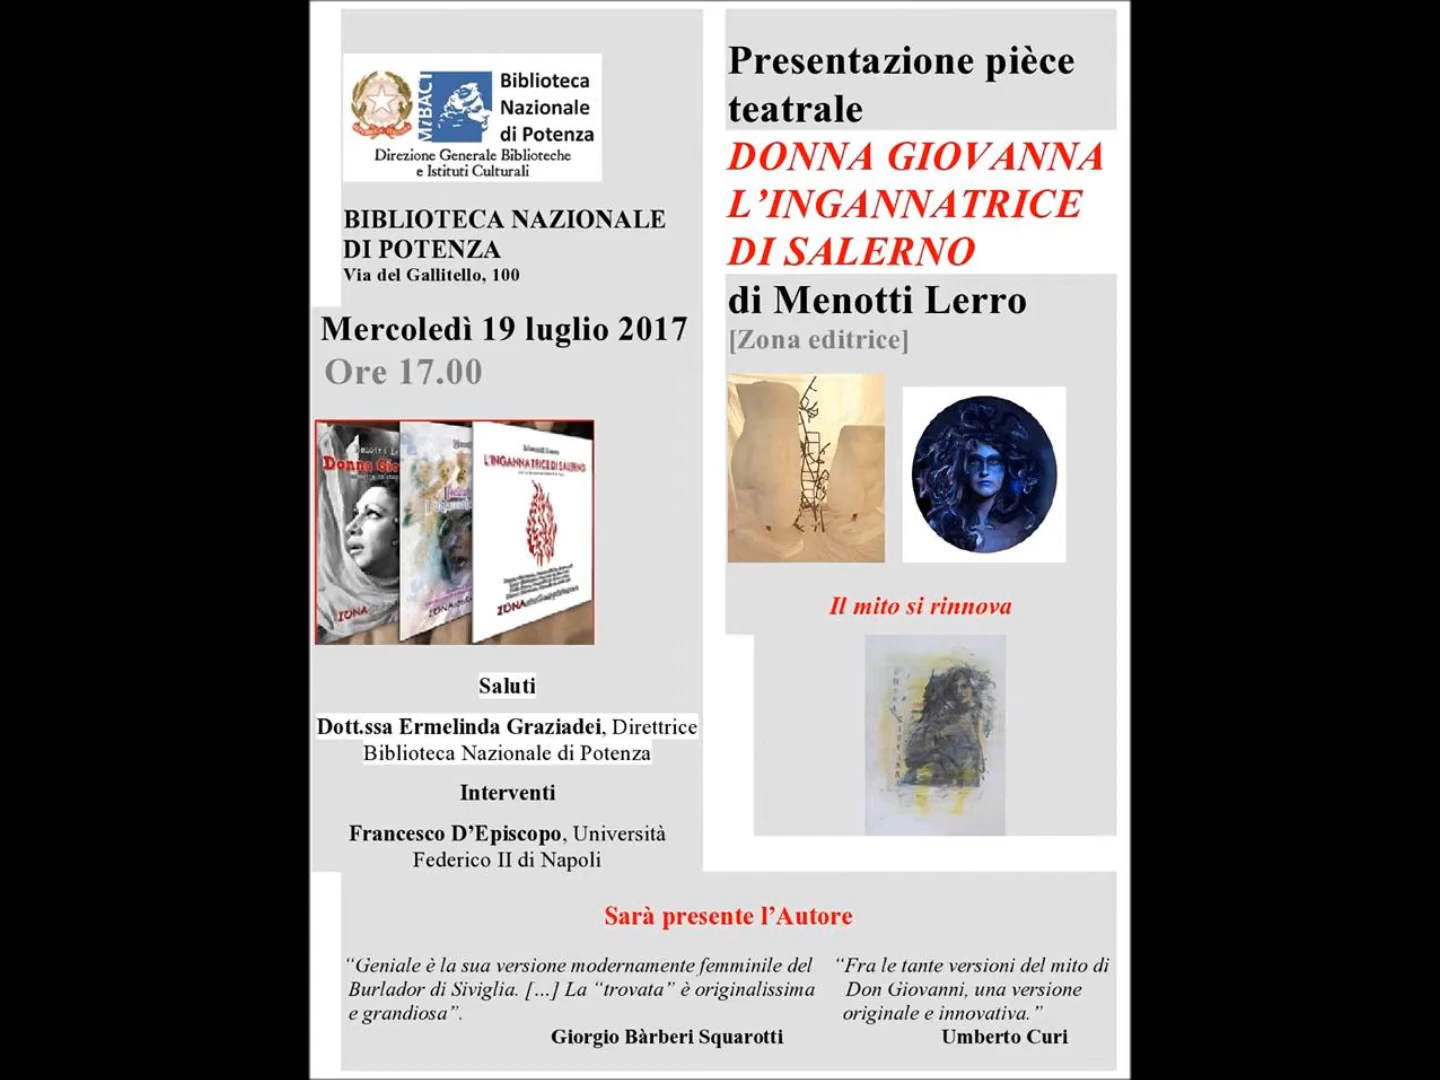 MiBACT
Biblioteca
Nazionale
di Potenza
Direzione Generale Biblioteche
e Istituti Culturali
BIBLIOTECA NAZIONALE
DI POTENZA
Via del Gallitello, 100
Mercoledì 19 luglio 2017
Ore 17.00
Donna Gio
ZONA
L'INGANNATRICE DI SALERNO
ZONA
Saluti
Dott.ssa Ermelinda Graziadei, Direttrice
Biblioteca Nazionale di Potenza
Interventi
Francesco D’Episcopo, Università
Federico II di Napoli
Presentazione pièce
teatrale
DONNA GIOVANNA
L’INGANNATRICE
DI SALERNO
di Menotti Lerro
[Zona editrice]
Il mito si rinnova
Sarà presente l’Autore
“Geniale è la sua versione modernamente femminile del
Burlador di Siviglia. […] La “trovata” è originalissima
e grandiosa”.
Giorgio Bàrberi Squarotti
“Fra le tante versioni del mito di
Don Giovanni, una versione
originale e innovativa.”
Umberto Curi